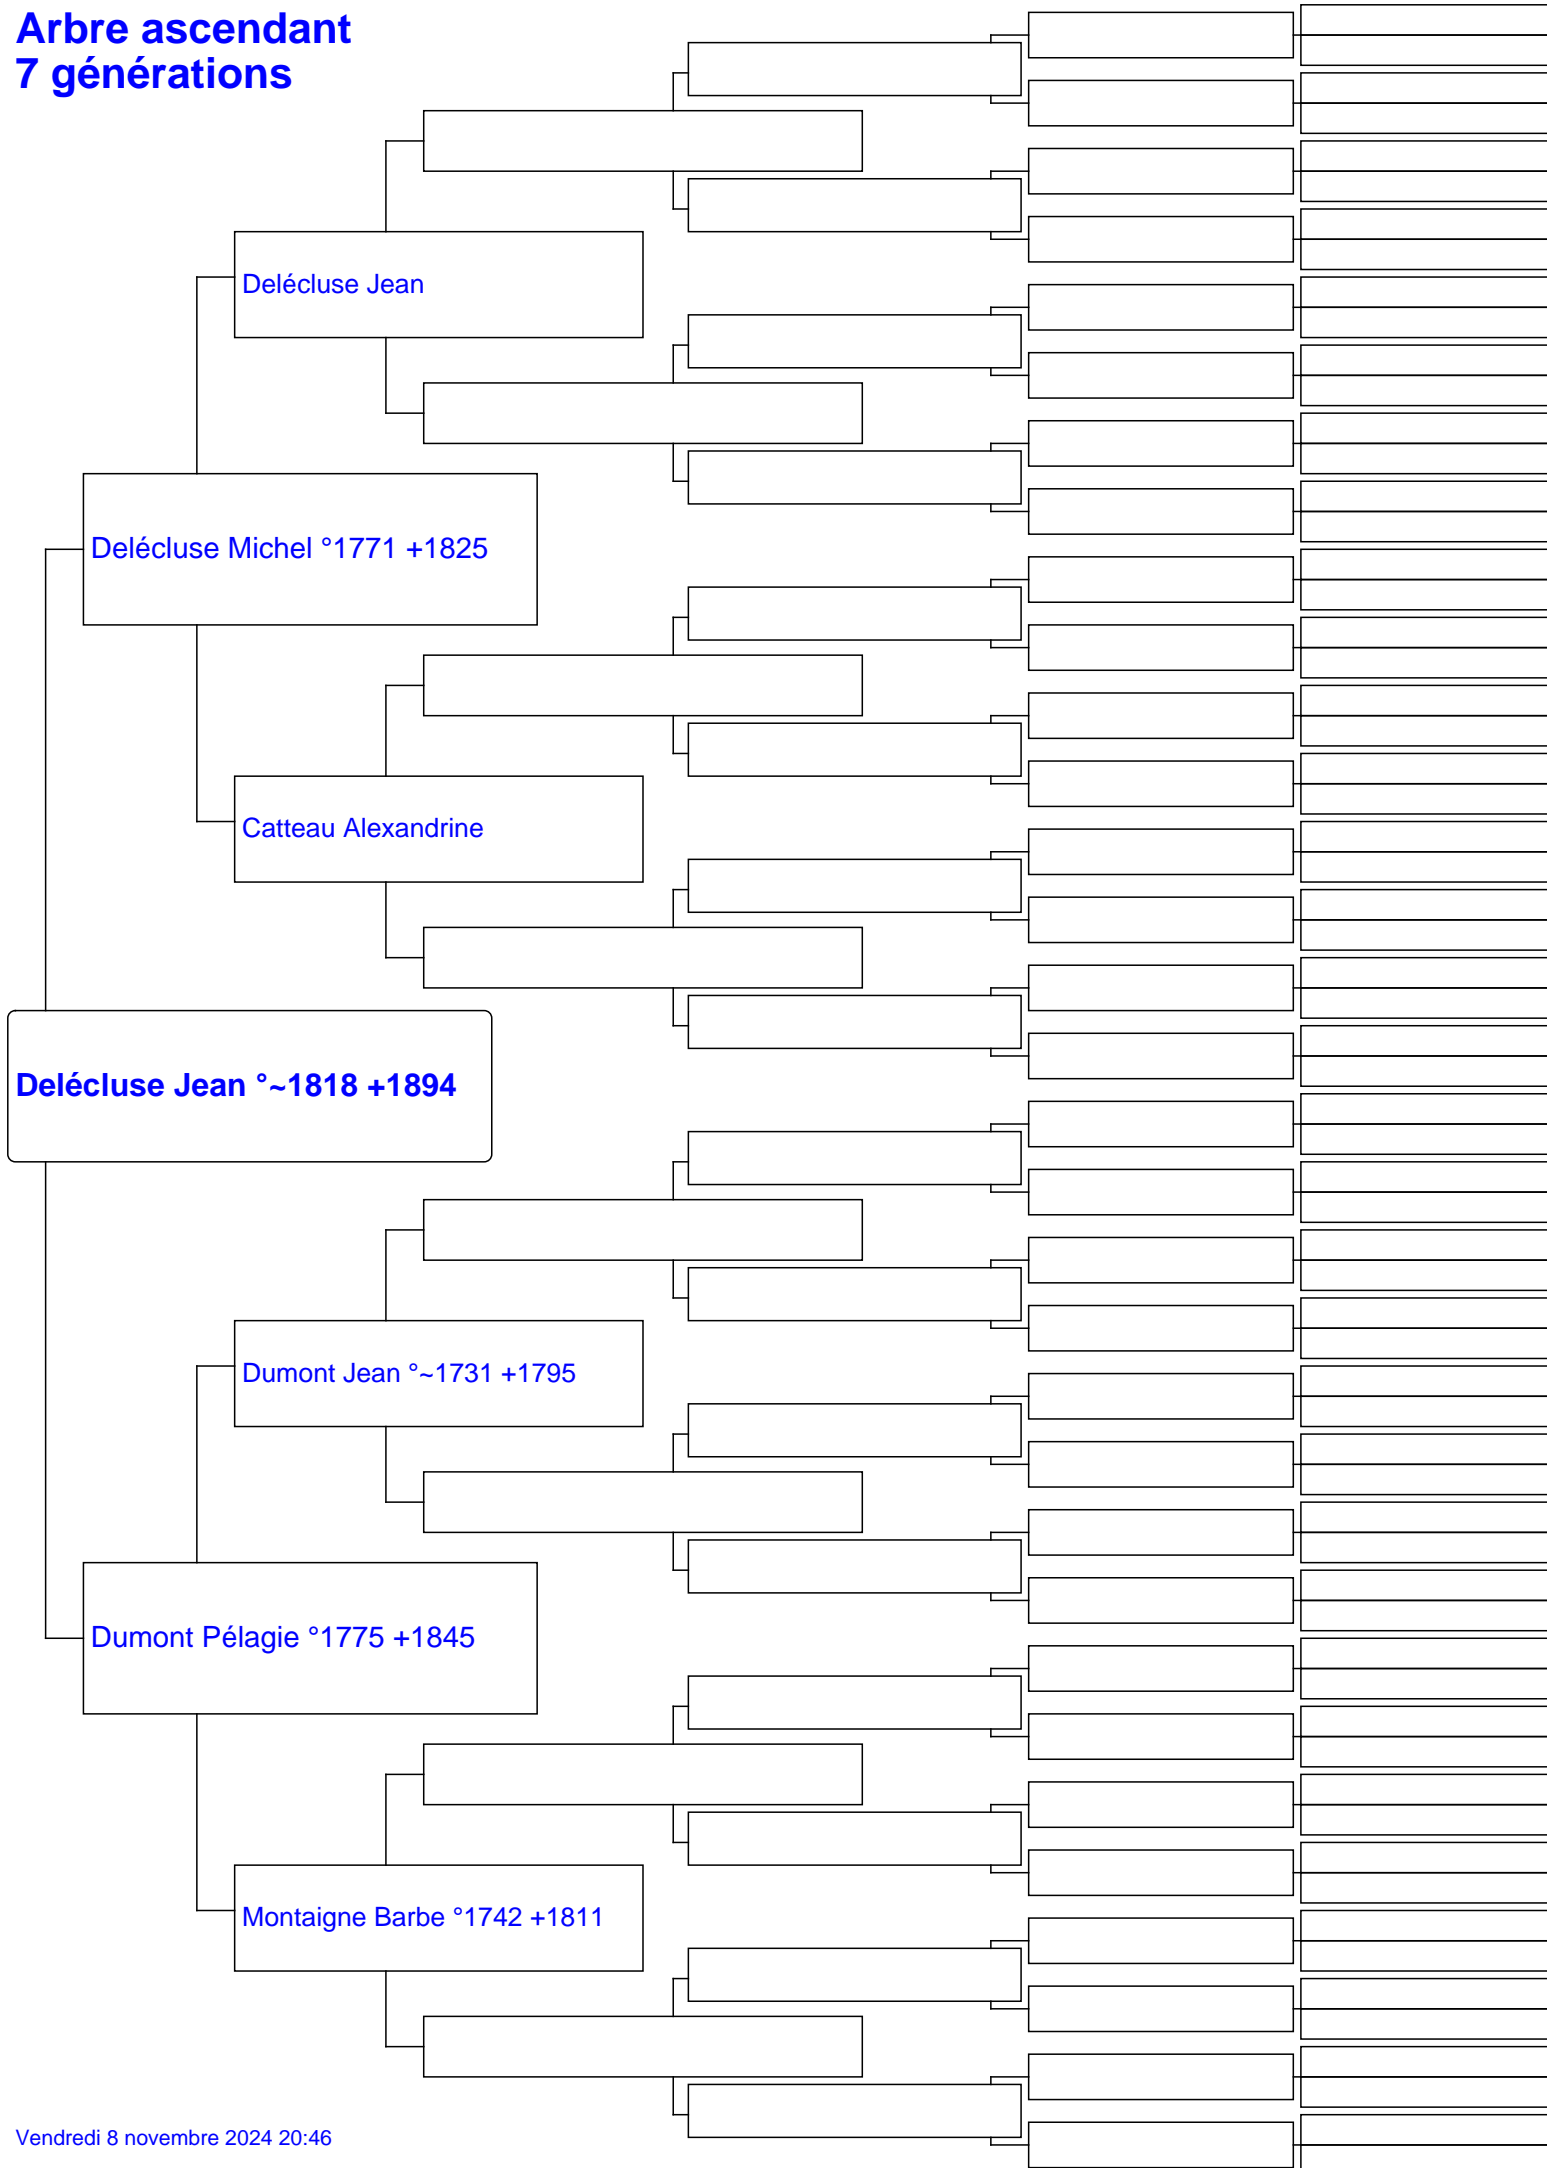 Arbre ascendant
7 générations
Delécluse Jean
Delécluse Michel °1771 +1825
Catteau Alexandrine
Delécluse Jean °~1818 +1894
Dumont Jean °~1731 +1795
Dumont Pélagie °1775 +1845
Montaigne Barbe °1742 +1811
Vendredi 8 novembre 2024 20:46